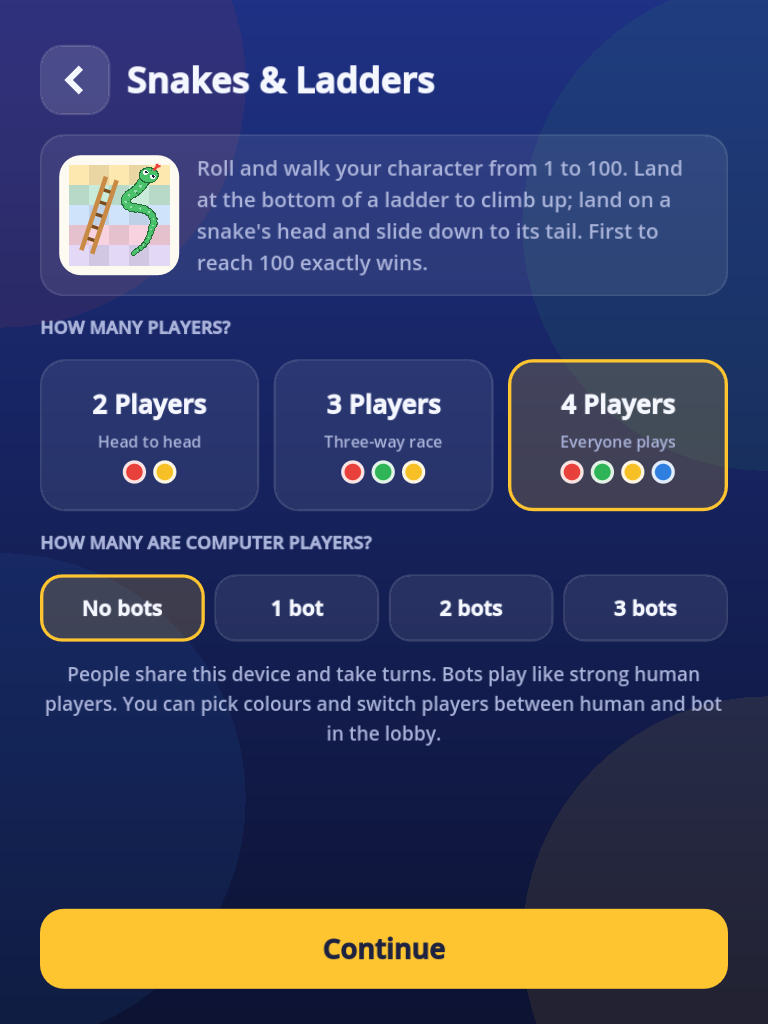 Snakes & Ladders
Roll and walk your character from 1 to 100. Land
at the bottom of a ladder to climb up; land on a
snake's head and slide down to its tail. First to
reach 100 exactly wins.
HOW MANY PLAYERS?
2 Players
Head to head
3 Players
Three-way race
4 Players
Everyone plays
HOW MANY ARE COMPUTER PLAYERS?
No bots
1 bot
2 bots
3 bots
People share this device and take turns. Bots play like strong human
players. You can pick colours and switch players between human and bot
in the lobby.
Continue